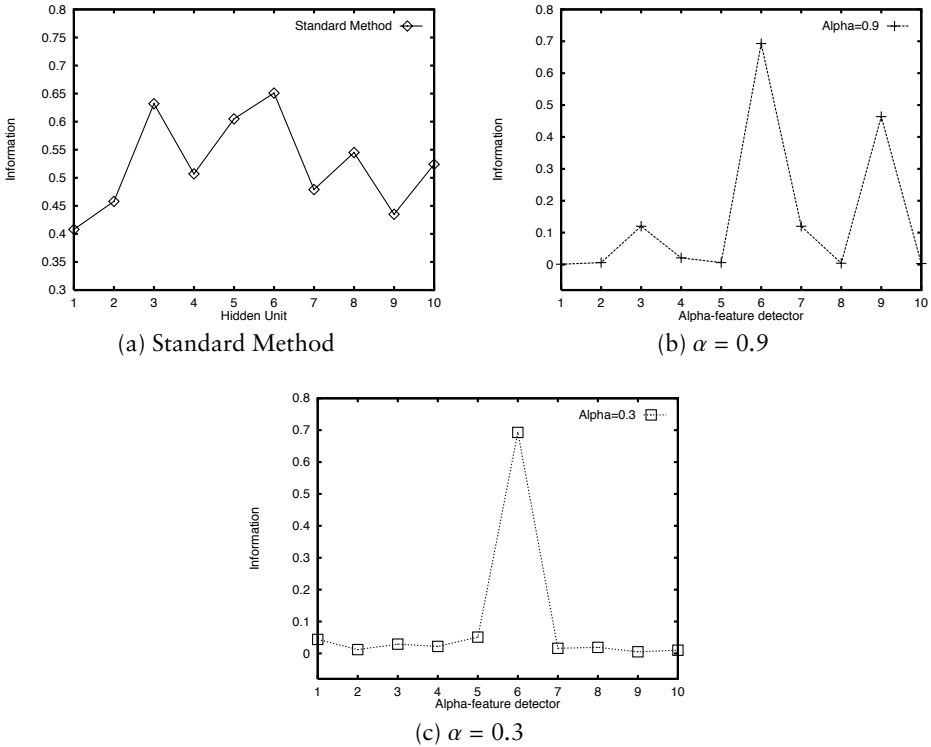 0.8
0.75
0.7
0.65
0.6
0.55
0.5
0.45
0.4
0.35
0.3
Information
Standard Method
1 2 3 4 5 6 7 8 9 10
Hidden Unit
(a) Standard Method
0.8
0.7
0.6
0.5
0.4
0.3
0.2
0.1
0
Information
Alpha=0.9
1 2 3 4 5 6 7 8 9 10
Alpha-feature detector
(b) α = 0.9
0.8
0.7
0.6
0.5
0.4
0.3
0.2
0.1
0
Information
Alpha=0.3
1 2 3 4 5 6 7 8 9 10
Alpha-feature detector
(c) α = 0.3